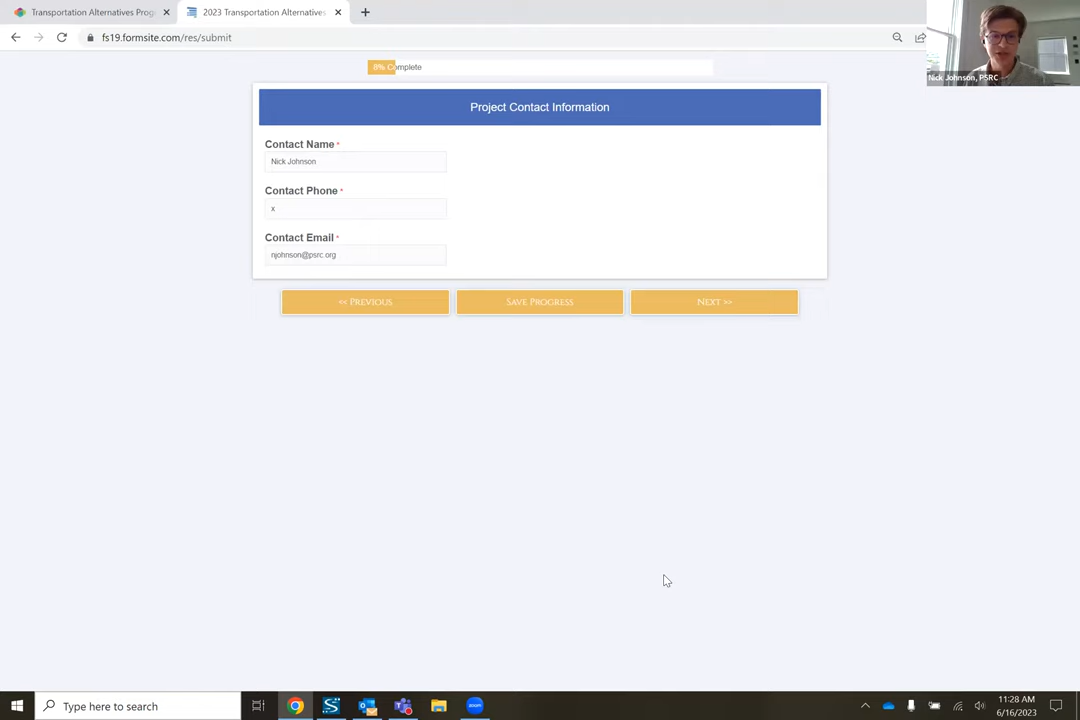 Transportation Alternatives Prog
2023 Transportation Alternatives
fs19.formsite.com/res/submit
Nick Johnson, PSRC
8% Complete
Project Contact Information
Contact Name *
Nick Johnson
Contact Phone *
x
Contact Email *
njohnson@psrc.org
<< Previous
Save Progress
Next >>
Type here to search
11:28 AM
6/16/2023